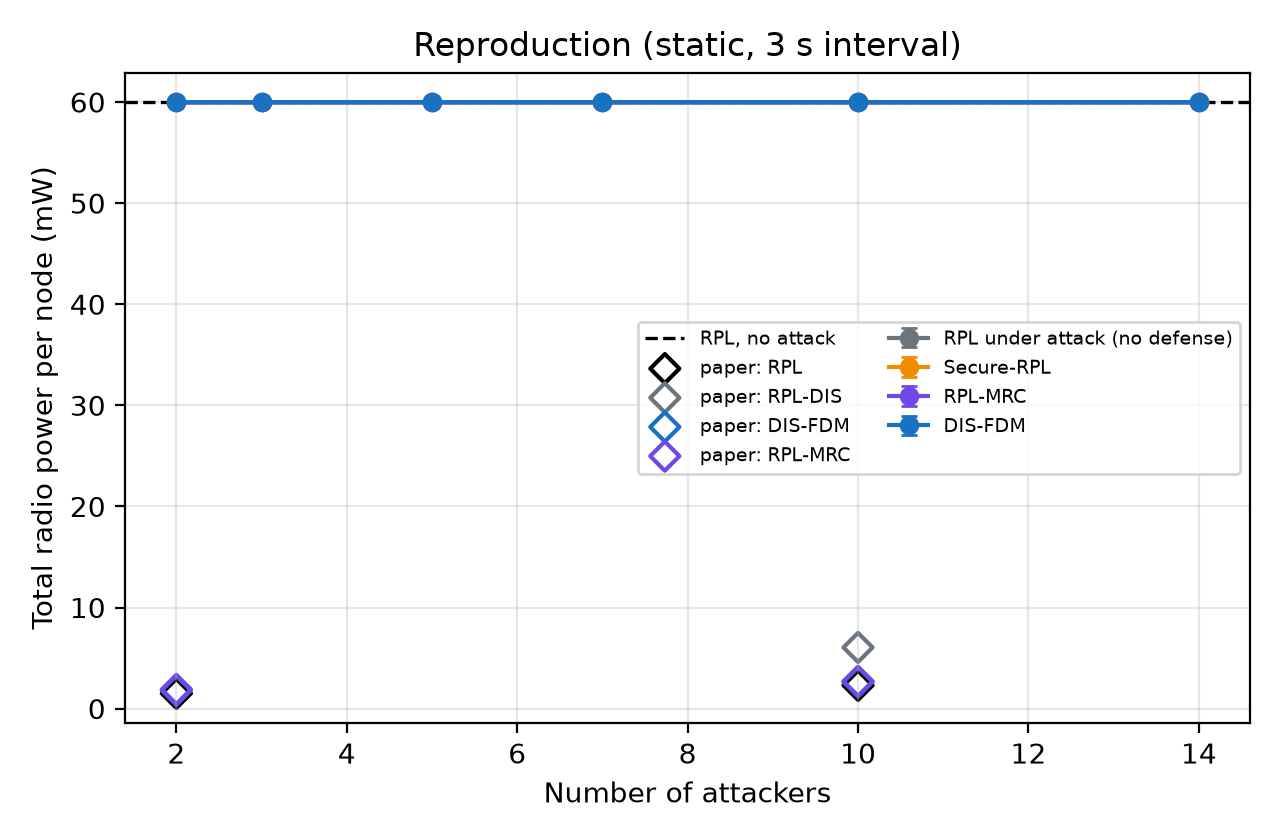 Reproduction (static, 3 s interval)
Total radio power per node (mW)
60
50
40
30
20
10
0
RPL, no attack
paper: RPL
paper: RPL-DIS
paper: DIS-FDM
paper: RPL-MRC
RPL under attack (no defense)
Secure-RPL
RPL-MRC
DIS-FDM
2 4 6 8 10 12 14
Number of attackers